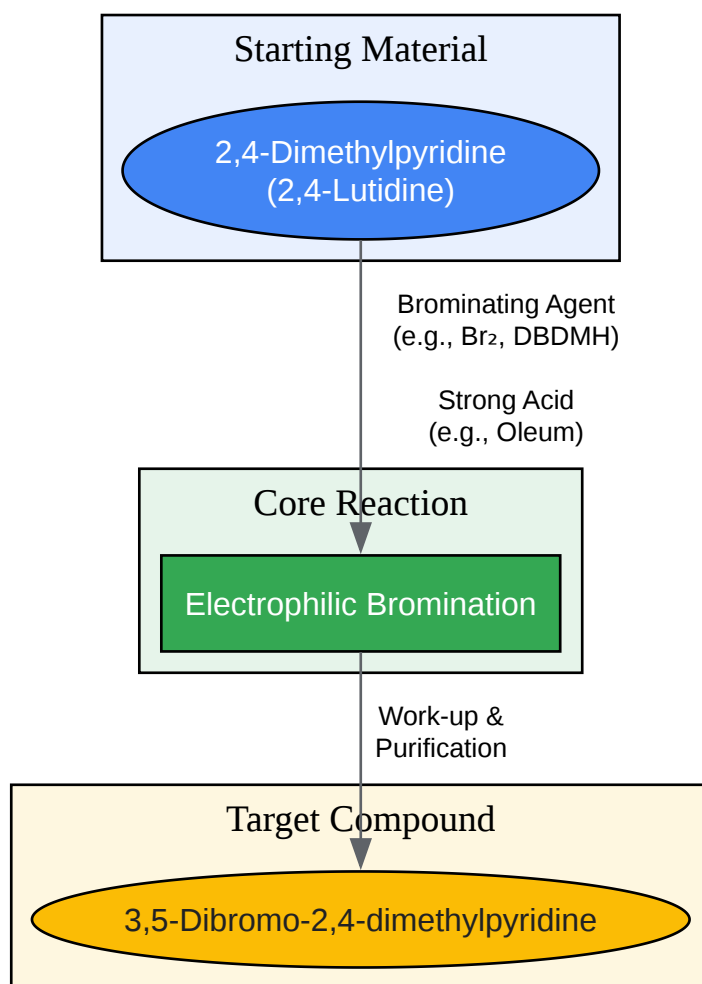 Starting Material
2,4-Dimethylpyridine
(2,4-Lutidine)
Brominating Agent
(e.g., Br₂, DBDMH)
Strong Acid
(e.g., Oleum)
Core Reaction
Electrophilic Bromination
Work-up &
Purification
Target Compound
3,5-Dibromo-2,4-dimethylpyridine